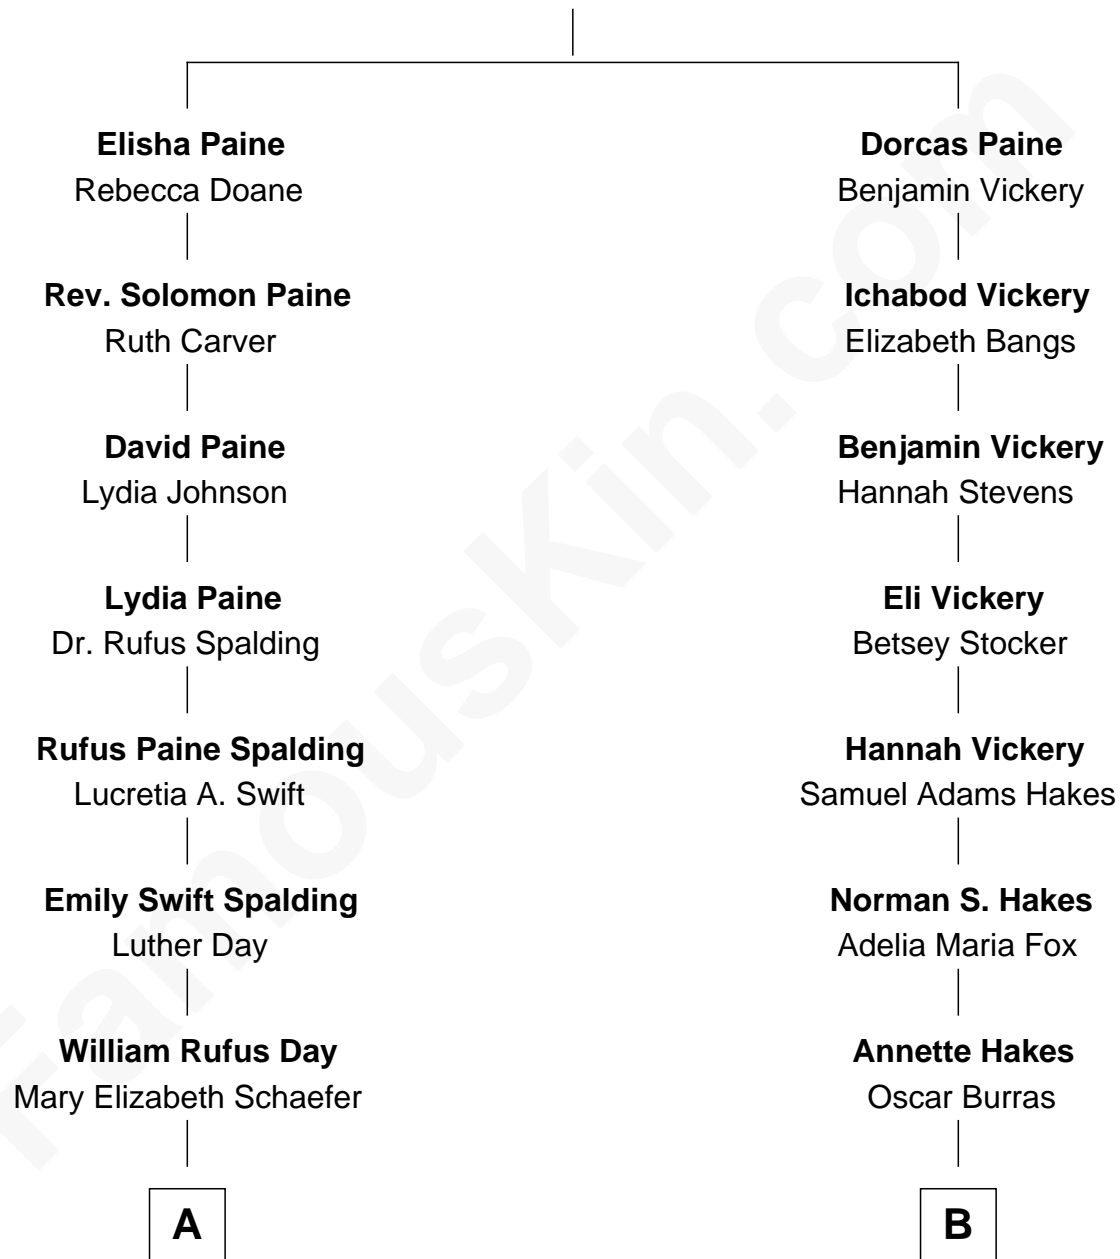 Elisha Paine
Rebecca Doane
Rev. Solomon Paine
Ruth Carver
David Paine
Lydia Johnson
Lydia Paine
Dr. Rufus Spalding
Rufus Paine Spalding
Lucretia A. Swift
Emily Swift Spalding
Luther Day
William Rufus Day
Mary Elizabeth Schaefer
A
Dorcas Paine
Benjamin Vickery
Ichabod Vickery
Elizabeth Bangs
Benjamin Vickery
Hannah Stevens
Eli Vickery
Betsey Stocker
Hannah Vickery
Samuel Adams Hakes
Norman S. Hakes
Adelia Maria Fox
Annette Hakes
Oscar Burras
B
FamousKin.com